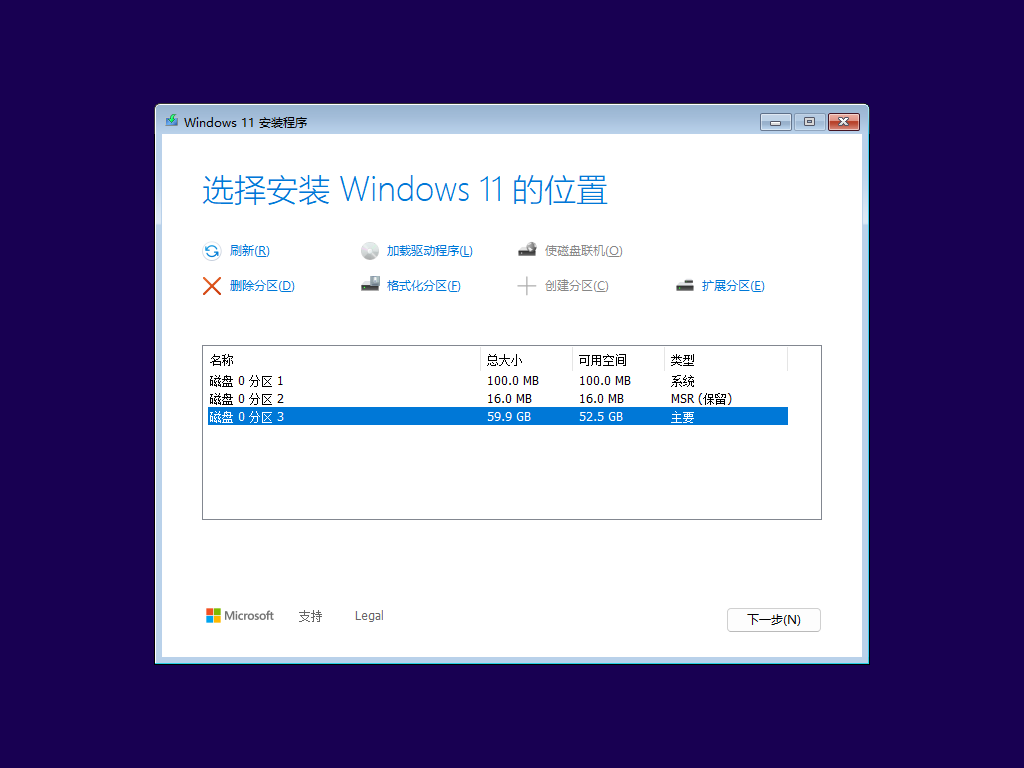 Windows 11 安装程序
选择安装 Windows 11 的位置
刷新(R) 加载驱动程序(L) 使磁盘联机(O)
删除分区(D) 格式化分区(F) 创建分区(C) 扩展分区(E)
名称 总大小 可用空间 类型
磁盘 0 分区 1 100.0 MB 100.0 MB 系统
磁盘 0 分区 2 16.0 MB 16.0 MB MSR (保留)
磁盘 0 分区 3 59.9 GB 52.5 GB 主要
Microsoft 支持 Legal 下一步(N)